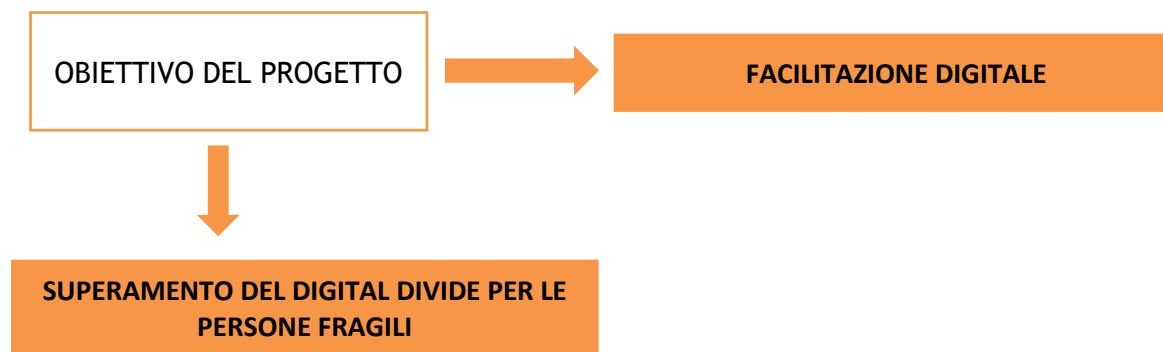 OBIETTIVO DEL PROGETTO
FACILITAZIONE DIGITALE
SUPERAMENTO DEL DIGITAL DIVIDE PER LE
PERSONE FRAGILI